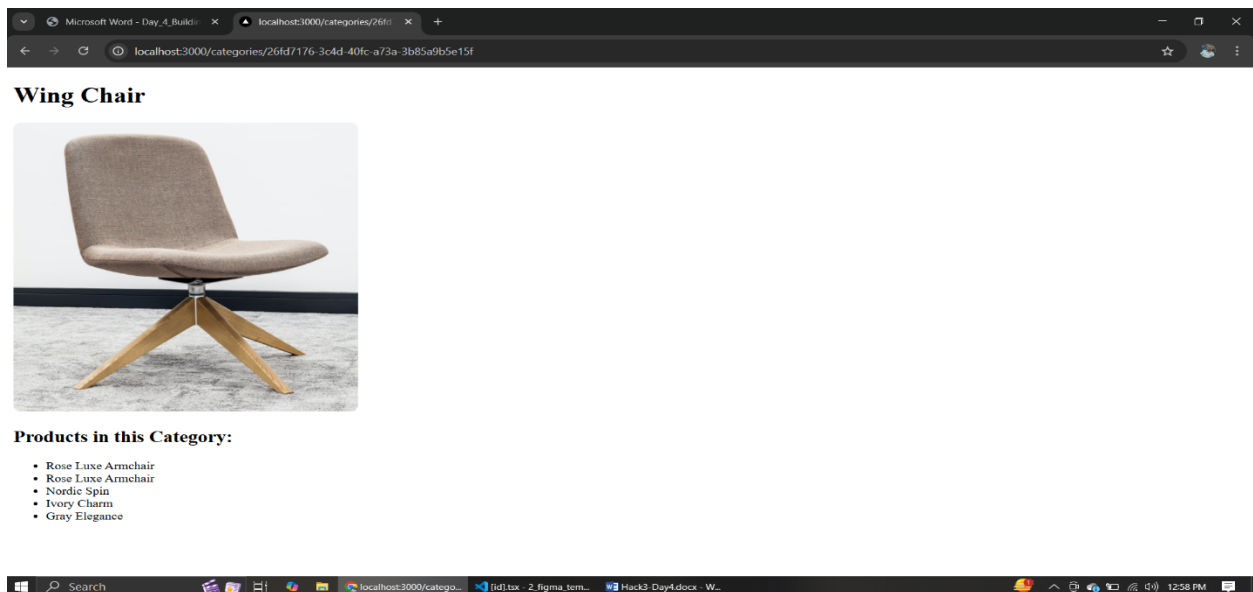 Microsoft Word - Day_4_Buildin
localhost:3000/categories/26fd
localhost:3000/categories/26fd7176-3c4d-40fc-a73a-3b85a9b5e15f
Wing Chair
Products in this Category:
• Rose Luxe Armchair
• Rose Luxe Armchair
• Nordic Spin
• Ivory Charm
• Gray Elegance
Search
localhost:3000/catego...
[id].tsx - 2_figma_tem...
Hack3-Day4.docx - W...
12:58 PM